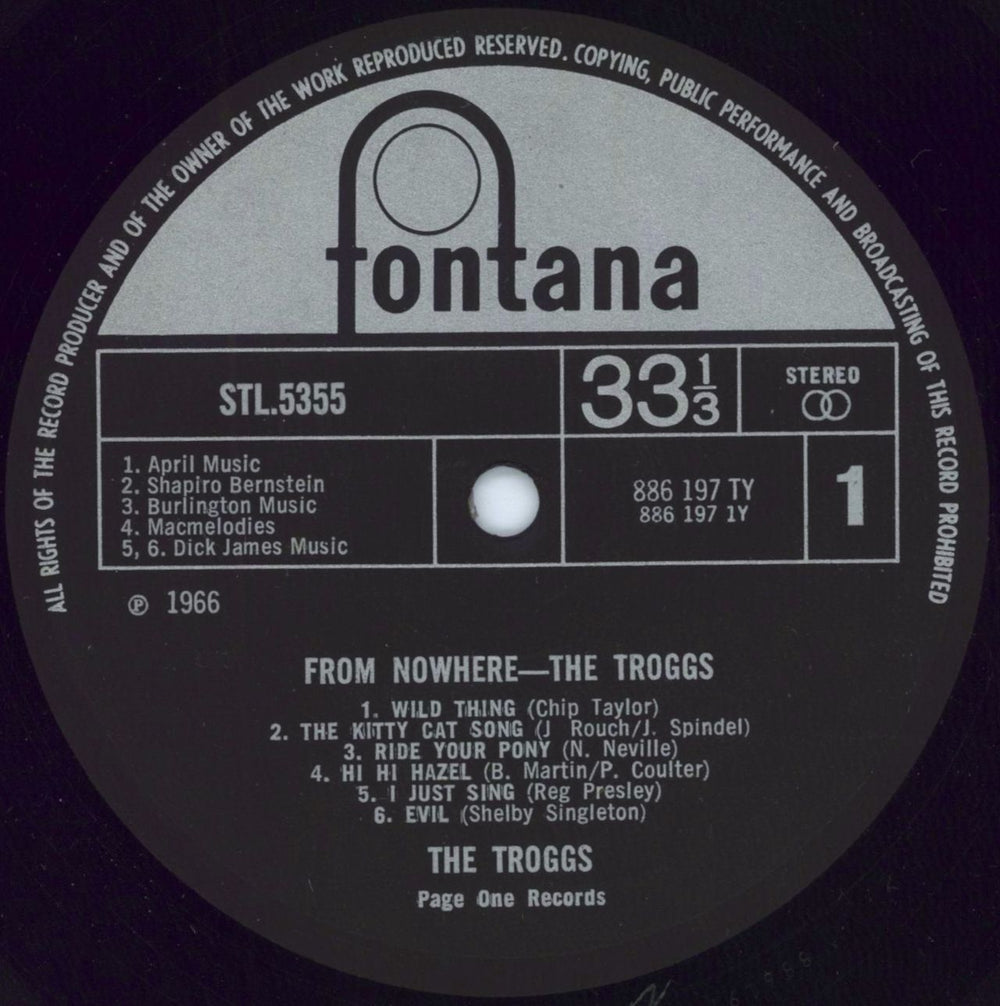 ALL RIGHTS OF THE RECORD PRODUCER AND OF THE OWNER OF THE WORK REPRODUCED RESERVED. COPYING, PUBLIC PERFORMANCE AND BROADCASTING OF THIS RECORD PROHIBITED
fontana
STL.5355
33 1/3
STEREO
1. April Music
2. Shapiro Bernstein
3. Burlington Music
4. Macmelodies
5, 6. Dick James Music
886 197 TY
886 197 1Y
1
℗ 1966
FROM NOWHERE—THE TROGGS
1. WILD THING (Chip Taylor)
2. THE KITTY CAT SONG (J Rouch/J. Spindel)
3. RIDE YOUR PONY (N. Neville)
4. HI HI HAZEL (B. Martin/P. Coulter)
5. I JUST SING (Reg Presley)
6. EVIL (Shelby Singleton)
THE TROGGS
Page One Records